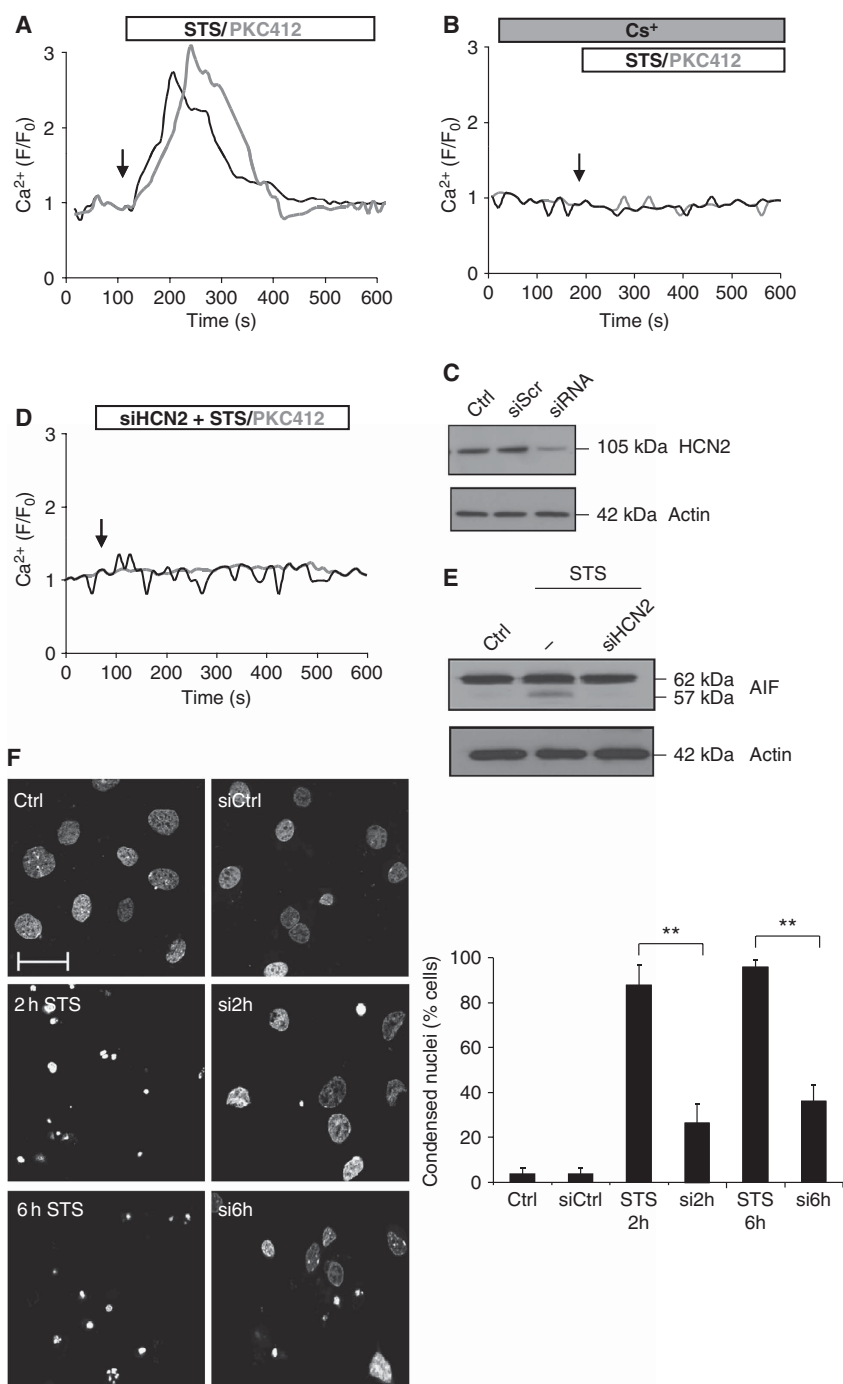 A
STS/PKC412
3
2
1
0
Ca²⁺ (F/F₀)
0 100 200 300 400 500 600
Time (s)
B
Cs⁺
STS/PKC412
3
2
1
0
Ca²⁺ (F/F₀)
0 100 200 300 400 500 600
Time (s)
C
Ctrl siScr siRNA
105 kDa HCN2
42 kDa Actin
D
siHCN2 + STS/PKC412
3
2
1
0
Ca²⁺ (F/F₀)
0 100 200 300 400 500 600
Time (s)
E
STS
Ctrl – siHCN2
62 kDa
57 kDa
AIF
42 kDa Actin
F
Ctrl
siCtrl
2 h STS
si2h
6 h STS
si6h
Condensed nuclei (% cells)
100
80
60
40
20
0
** **
Ctrl siCtrl STS 2h si2h STS 6h si6h